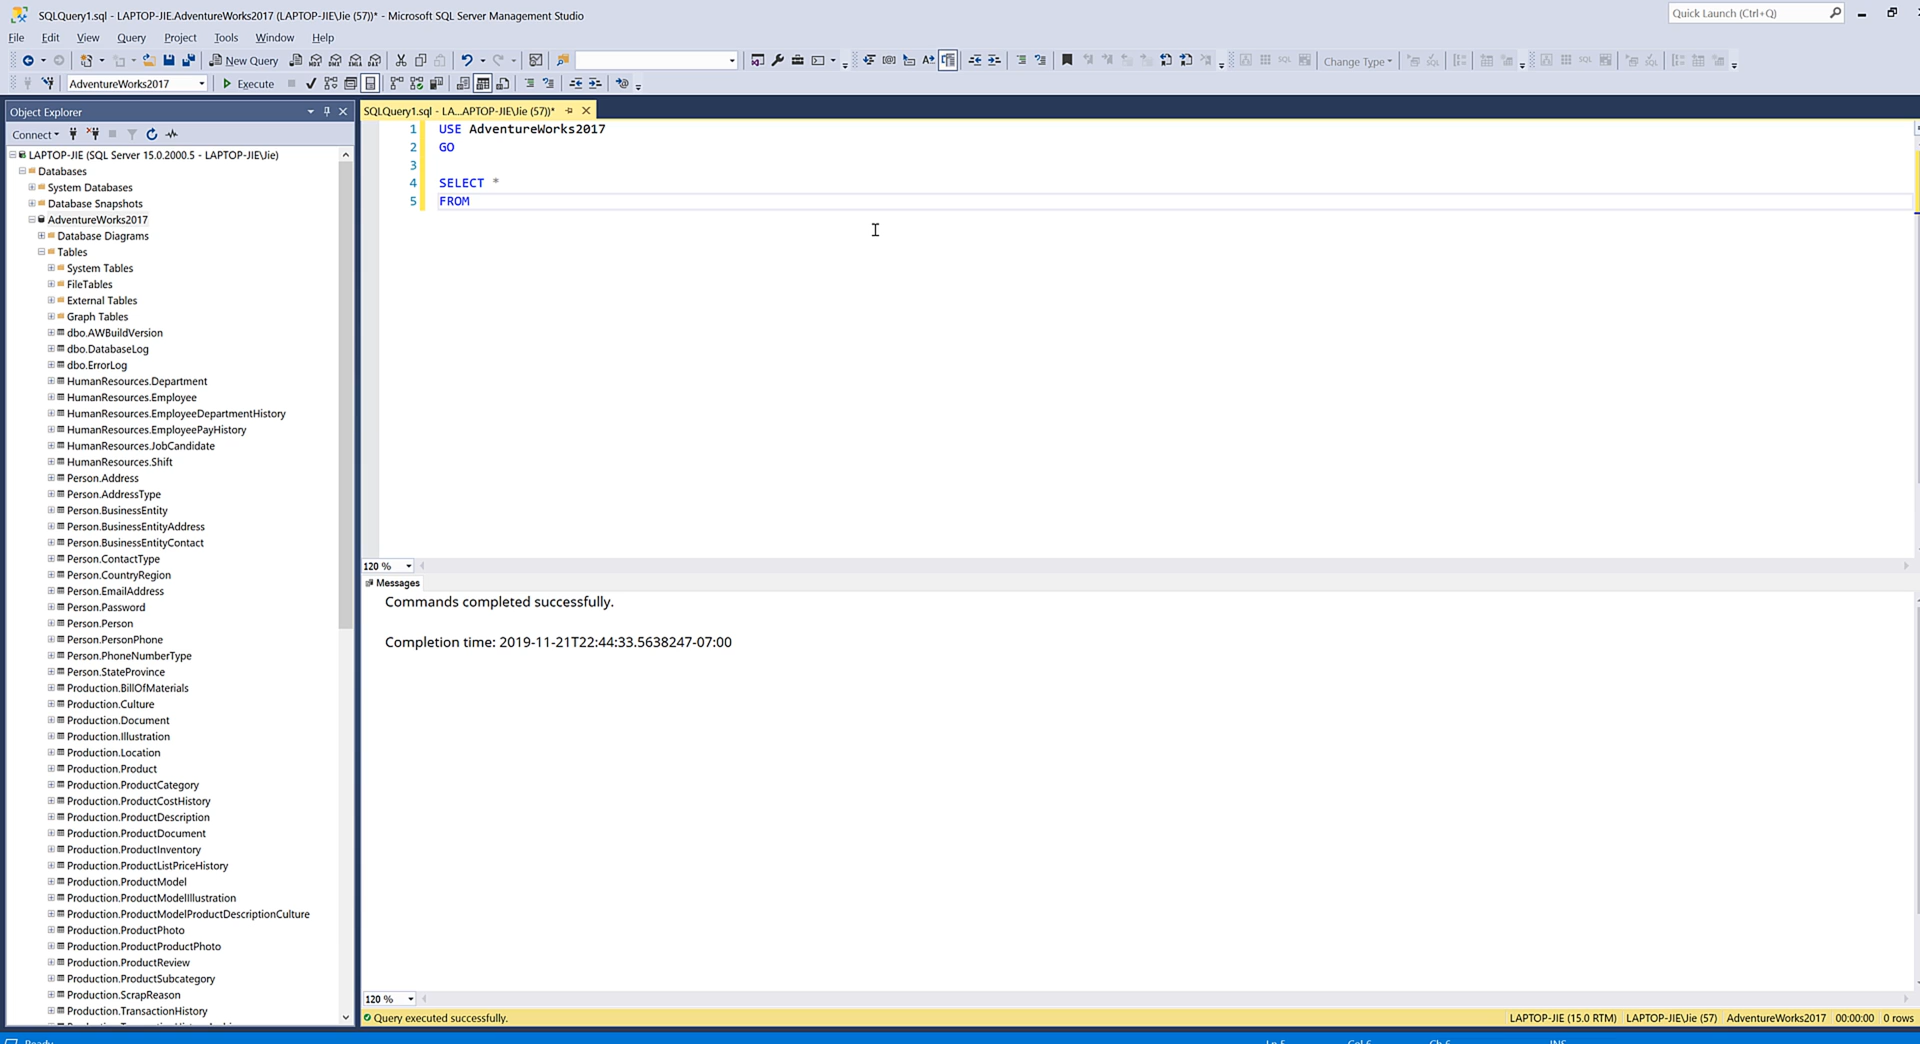 SQLQuery1.sql - LAPTOP-JIE.AdventureWorks2017 (LAPTOP-JIE\Jie (57))* - Microsoft SQL Server Management Studio
Quick Launch (Ctrl+Q)
File Edit View Query Project Tools Window Help
New Query
Change Type
AdventureWorks2017
Execute
Object Explorer
Connect
LAPTOP-JIE (SQL Server 15.0.2000.5 - LAPTOP-JIE\Jie)
Databases
System Databases
Database Snapshots
AdventureWorks2017
Database Diagrams
Tables
System Tables
FileTables
External Tables
Graph Tables
dbo.AWBuildVersion
dbo.DatabaseLog
dbo.ErrorLog
HumanResources.Department
HumanResources.Employee
HumanResources.EmployeeDepartmentHistory
HumanResources.EmployeePayHistory
HumanResources.JobCandidate
HumanResources.Shift
Person.Address
Person.AddressType
Person.BusinessEntity
Person.BusinessEntityAddress
Person.BusinessEntityContact
Person.ContactType
Person.CountryRegion
Person.EmailAddress
Person.Password
Person.Person
Person.PersonPhone
Person.PhoneNumberType
Person.StateProvince
Production.BillOfMaterials
Production.Culture
Production.Document
Production.Illustration
Production.Location
Production.Product
Production.ProductCategory
Production.ProductCostHistory
Production.ProductDescription
Production.ProductDocument
Production.ProductInventory
Production.ProductListPriceHistory
Production.ProductModel
Production.ProductModelIllustration
Production.ProductModelProductDescriptionCulture
Production.ProductPhoto
Production.ProductProductPhoto
Production.ProductReview
Production.ProductSubcategory
Production.ScrapReason
Production.TransactionHistory
SQLQuery1.sql - LA...APTOP-JIE\Jie (57))*
1 USE AdventureWorks2017
2 GO
3
4 SELECT *
5 FROM
120 %
Messages
Commands completed successfully.
Completion time: 2019-11-21T22:44:33.5638247-07:00
120 %
Query executed successfully.
LAPTOP-JIE (15.0 RTM) LAPTOP-JIE\Jie (57) AdventureWorks2017 00:00:00 0 rows